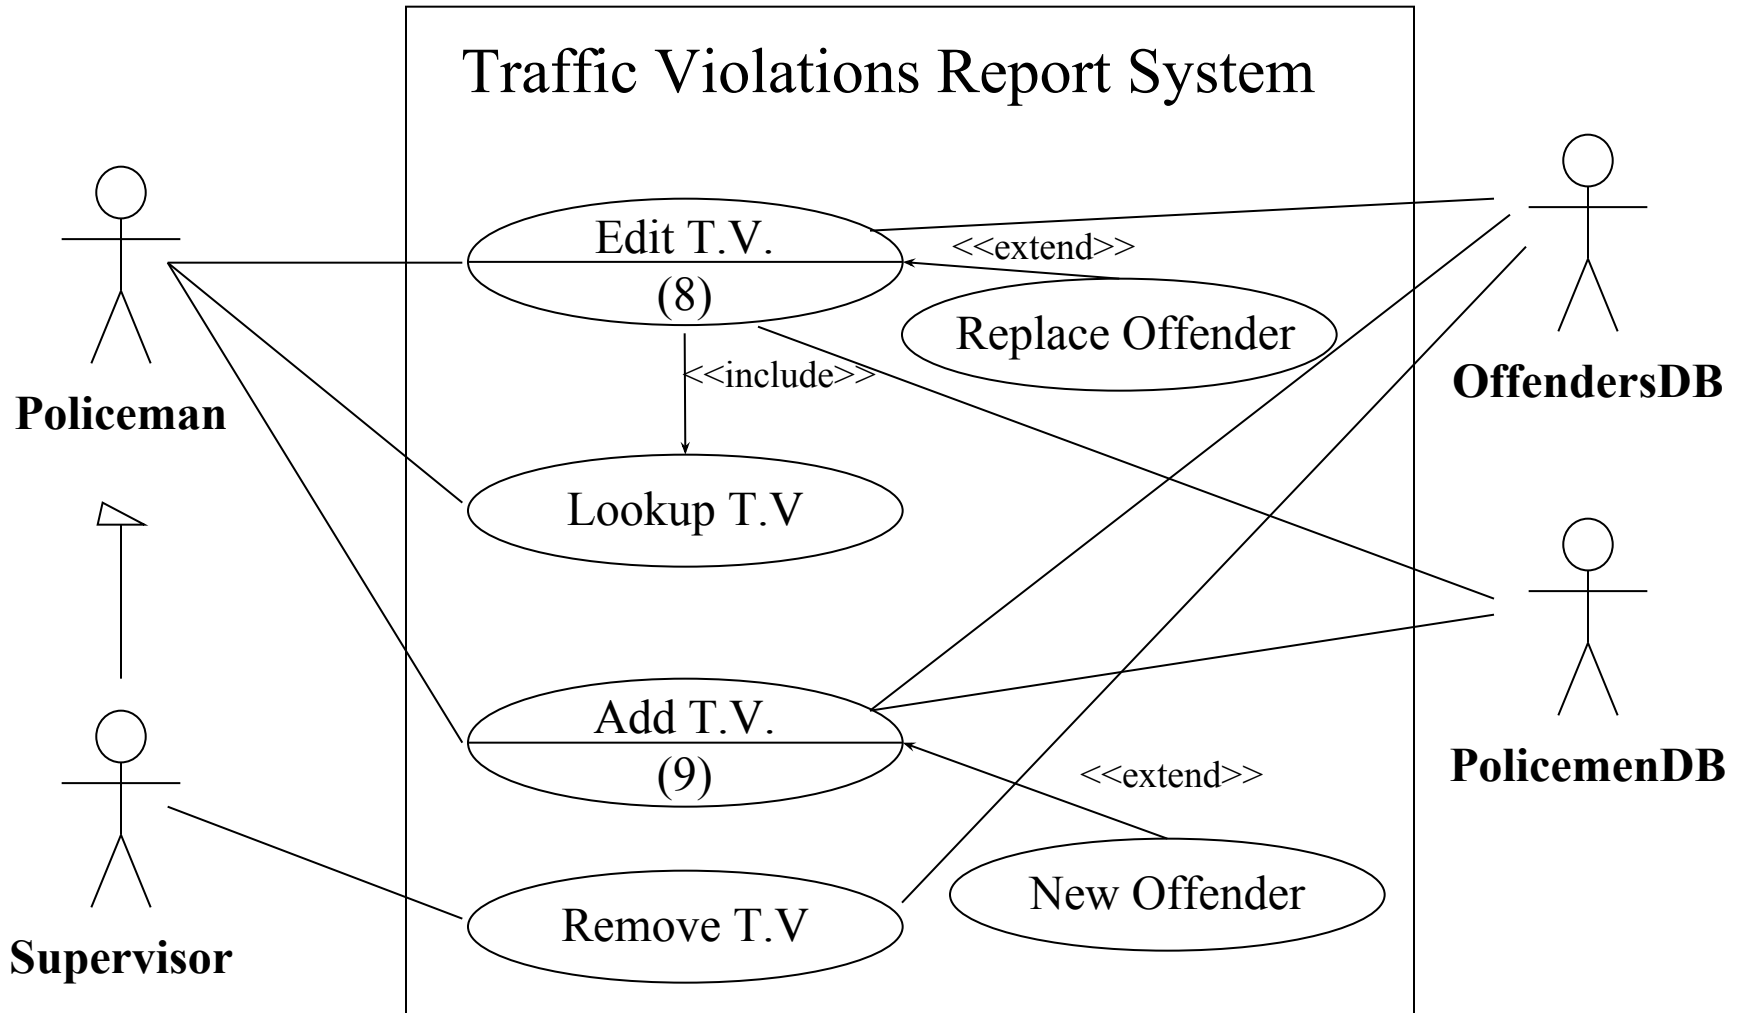 Traffic Violations Report System
Edit T.V.
(8)
<<extend>>
Replace Offender
<<include>>
Lookup T.V
Add T.V.
(9)
<<extend>>
New Offender
Remove T.V
Policeman
Supervisor
OffendersDB
PolicemenDB